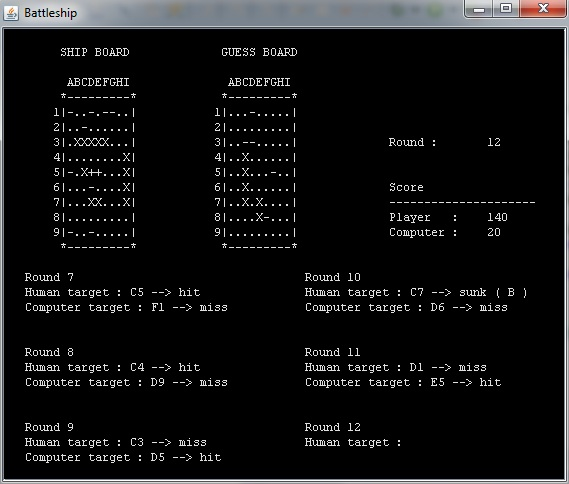 Battleship
SHIP BOARD GUESS BOARD
ABCDEFGHI ABCDEFGHI
*---------* *---------*
1|-..-.--..| 1|...-.....|
2|..-......| 2|.........|
3|.XXXXX...| 3|..--.....| Round : 12
4|........X| 4|..X......|
5|-.X++...X| 5|..X...-..|
6|...-....X| 6|..X......| Score
7|...XX...X| 7|..X.X....| ----------------------
8|.........| 8|....X-...| Player : 140
9|-..-.....| 9|.........| Computer : 20
*---------* *---------*
Round 7
Human target : C5 --> hit
Computer target : F1 --> miss
Round 8
Human target : C4 --> hit
Computer target : D9 --> miss
Round 9
Human target : C3 --> miss
Computer target : D5 --> hit
Round 10
Human target : C7 --> sunk ( B )
Computer target : D6 --> miss
Round 11
Human target : D1 --> miss
Computer target : E5 --> hit
Round 12
Human target :